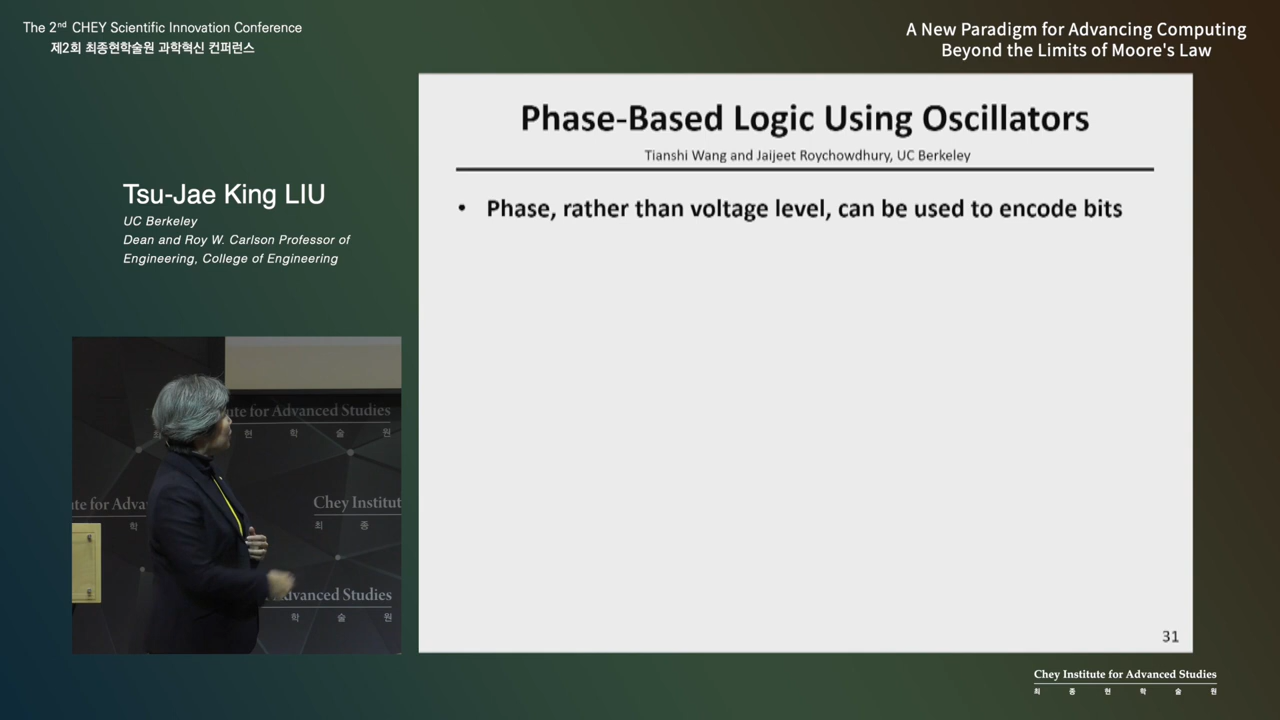 The 2nd CHEY Scientific Innovation Conference
제2회 최종현학술원 과학혁신 컨퍼런스
A New Paradigm for Advancing Computing
Beyond the Limits of Moore's Law
Tsu-Jae King LIU
UC Berkeley
Dean and Roy W. Carlson Professor of
Engineering, College of Engineering
Phase-Based Logic Using Oscillators
Tianshi Wang and Jaijeet Roychowdhury, UC Berkeley
• Phase, rather than voltage level, can be used to encode bits
31
for Advanced Studies
현 학 술 원
for
Chey
학
최 종
Studies
학 술 원
Chey Institute for Advanced Studies
최 종 현 학 술 원